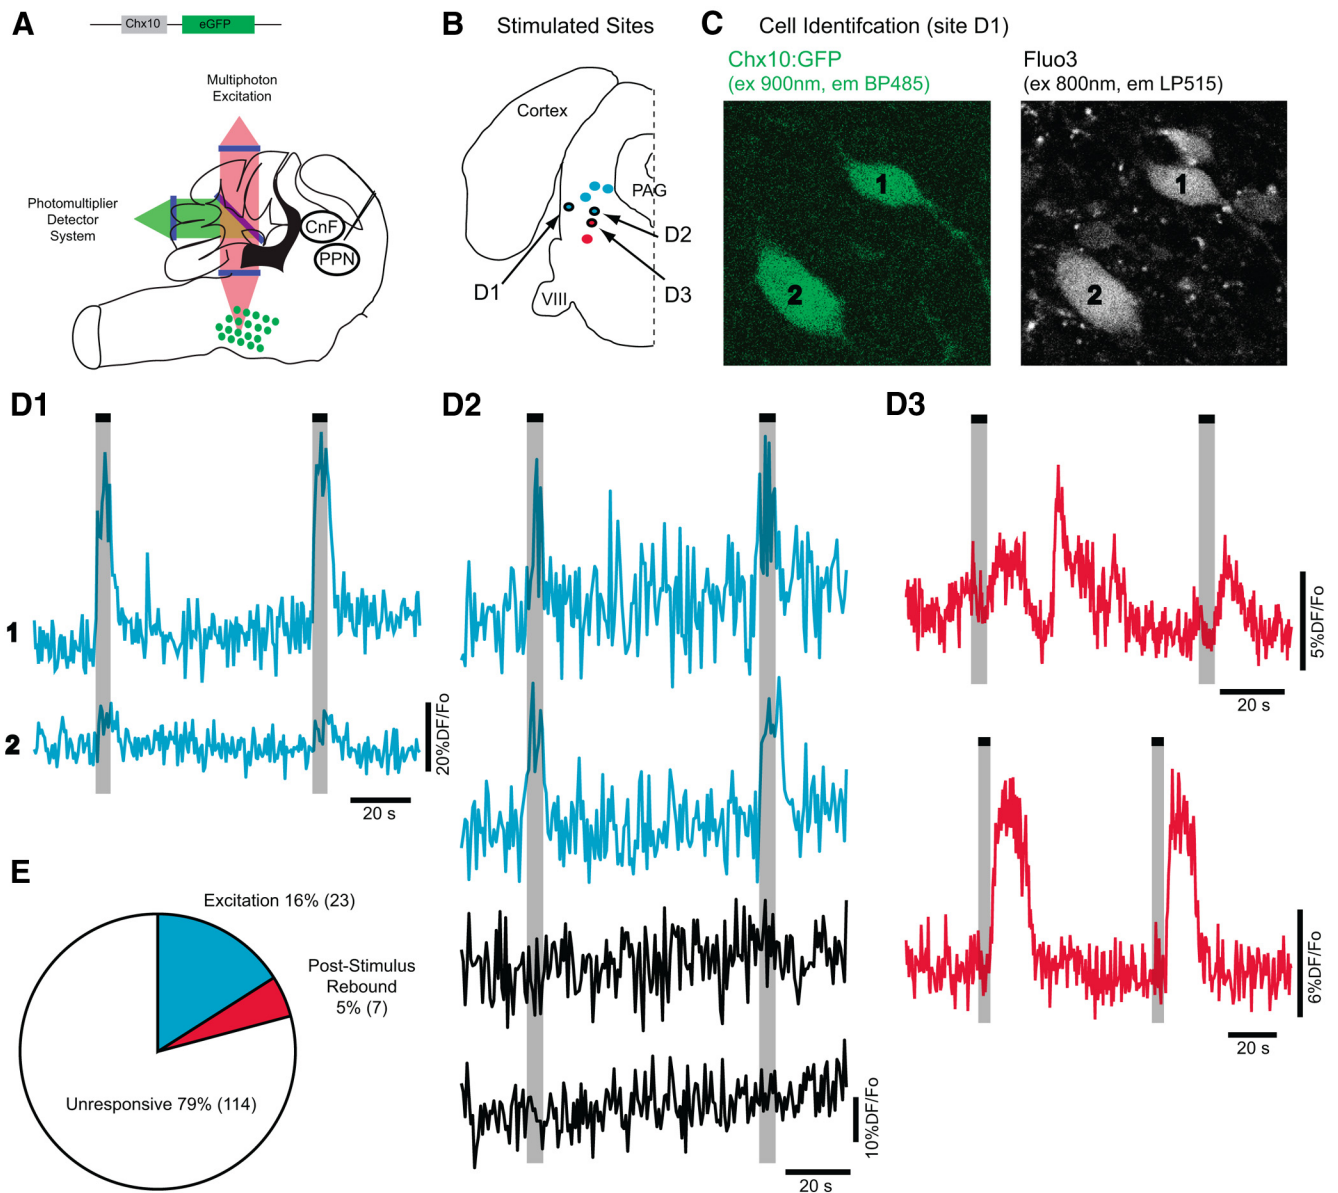 A
Chx10
eGFP
Multiphoton
Excitation
Photomultiplier
Detector
System
CnF
PPN
B
Stimulated Sites
Cortex
PAG
D1
D2
D3
VIII
C
Cell Identifcation (site D1)
Chx10:GFP
(ex 900nm, em BP485)
Fluo3
(ex 800nm, em LP515)
1
2
1
2
D1
1
2
20%DF/Fo
20 s
D2
10%DF/Fo
20 s
D3
5%DF/Fo
20 s
6%DF/Fo
20 s
E
Excitation 16% (23)
Post-Stimulus
Rebound
5% (7)
Unresponsive 79% (114)